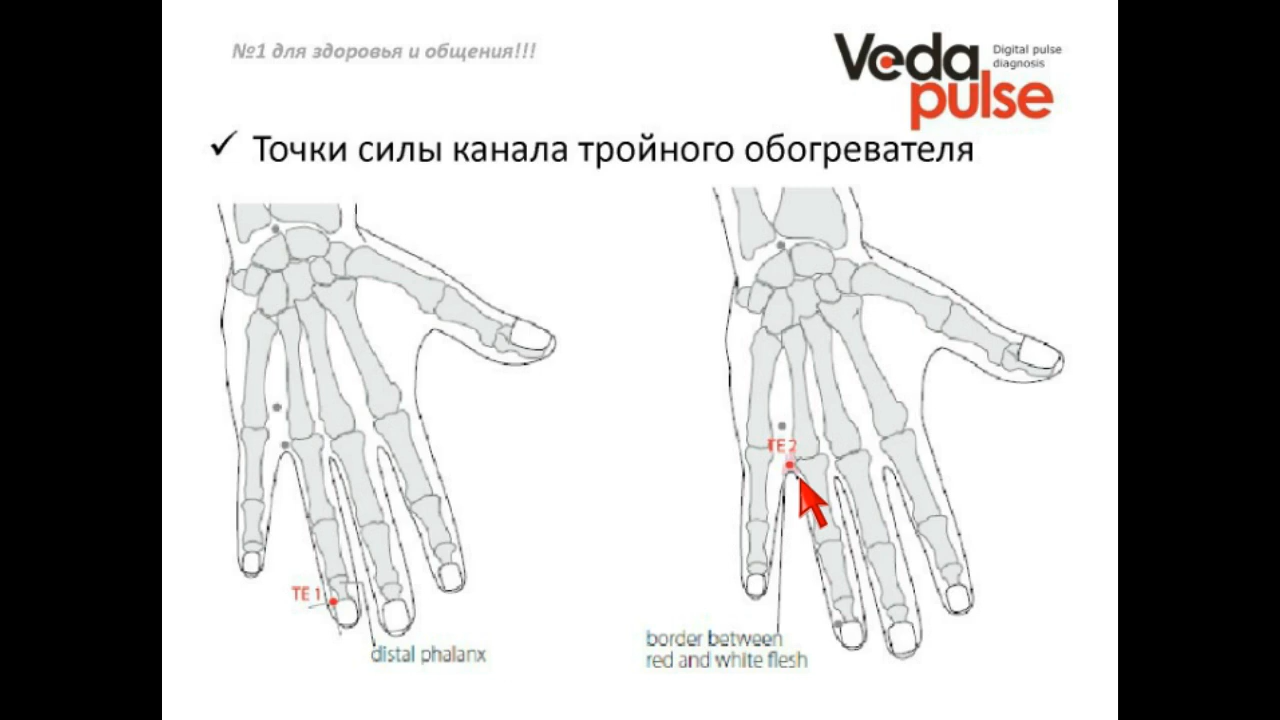 №1 для здоровья и общения!!!
Veda pulse
Digital pulse
diagnosis
✓ Точки силы канала тройного обогревателя
TE 1
distal phalanx
TE 2
border between
red and white flesh